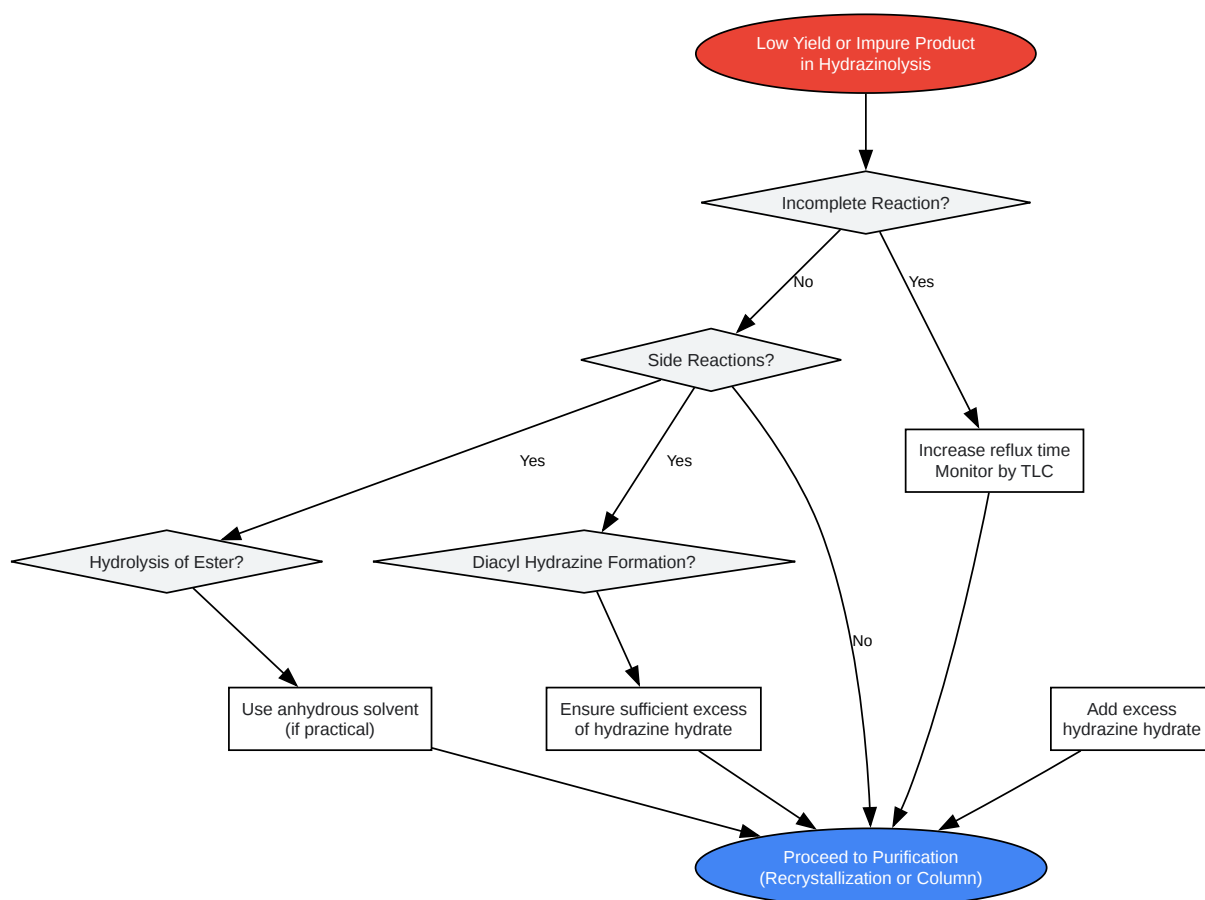 Low Yield or Impure Product
in Hydrazinolysis
Incomplete Reaction?
No
Yes
Side Reactions?
Increase reflux time
Monitor by TLC
Yes
Yes
Hydrolysis of Ester?
Diacyl Hydrazine Formation?
No
Use anhydrous solvent
(if practical)
Ensure sufficient excess
of hydrazine hydrate
Add excess
hydrazine hydrate
Proceed to Purification
(Recrystallization or Column)